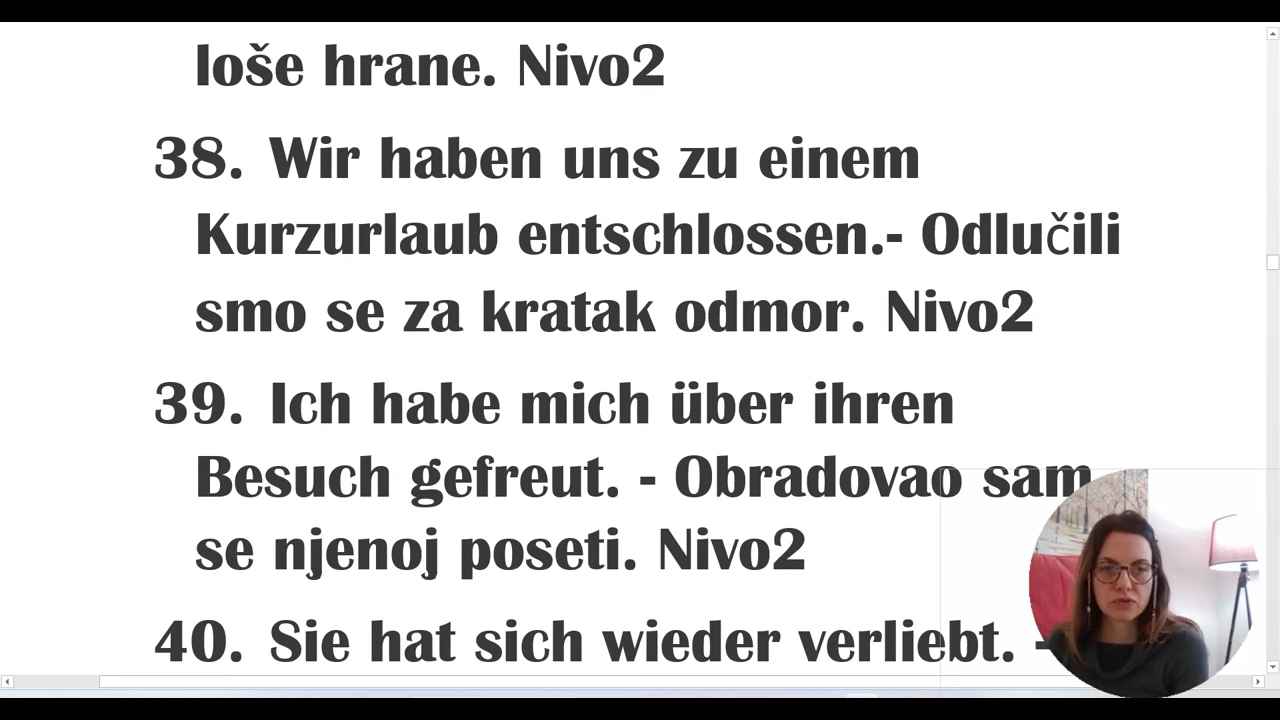 loše hrane. Nivo2
38. Wir haben uns zu einem
Kurzurlaub entschlossen.- Odlučili
smo se za kratak odmor. Nivo2
39. Ich habe mich über ihren
Besuch gefreut. - Obradovao sam
se njenoj poseti. Nivo2
40. Sie hat sich wieder verliebt. -